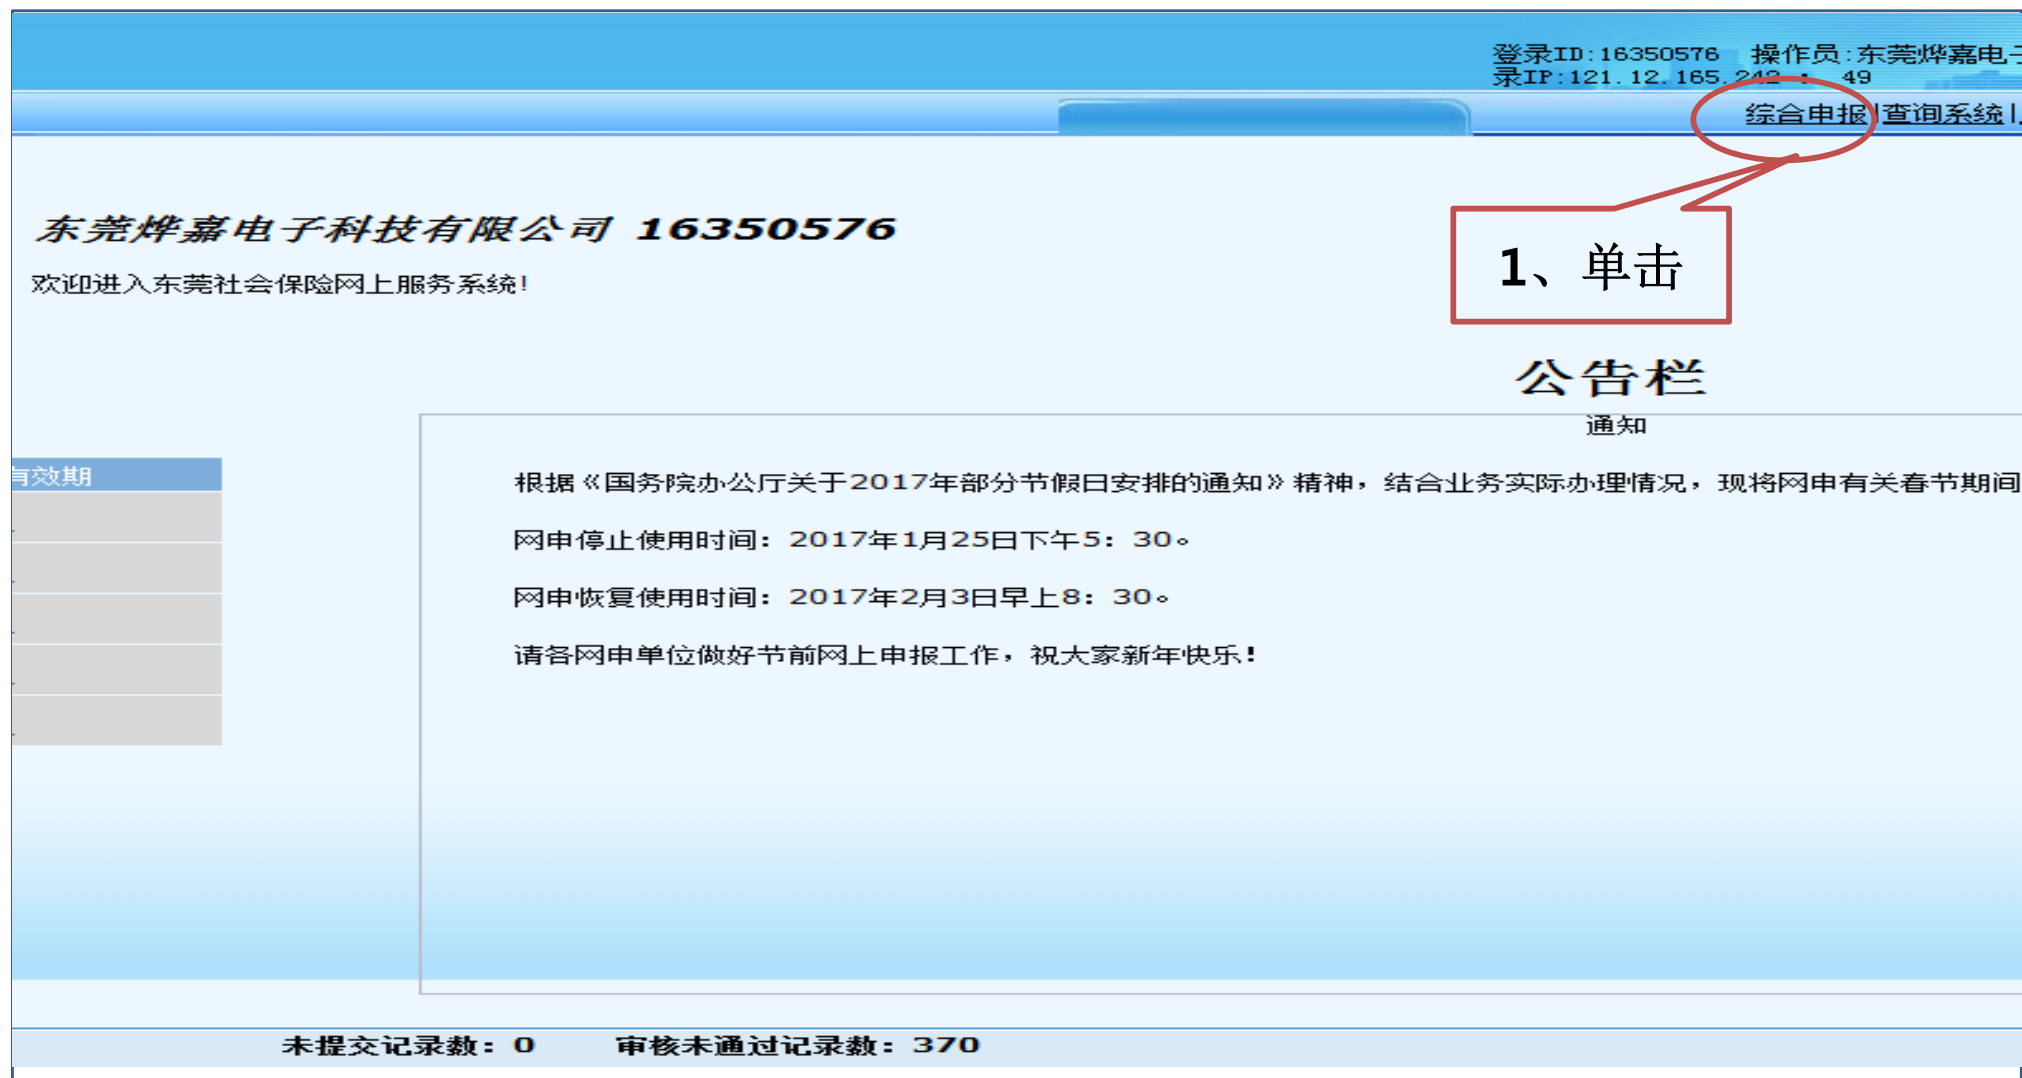 登录ID:16350576 操作员:东莞烨嘉电子
录IP:121.12.165.242 : 49
综合申报|查询系统|
东莞烨嘉电子科技有限公司 16350576
1、单击
欢迎进入东莞社会保险网上服务系统!
公告栏
通知
有效期
根据《国务院办公厅关于2017年部分节假日安排的通知》精神，结合业务实际办理情况，现将网申有关春节期间
网申停止使用时间：2017年1月25日下午5：30。
网申恢复使用时间：2017年2月3日早上8：30。
请各网申单位做好节前网上申报工作，祝大家新年快乐！
未提交记录数：0 审核未通过记录数：370